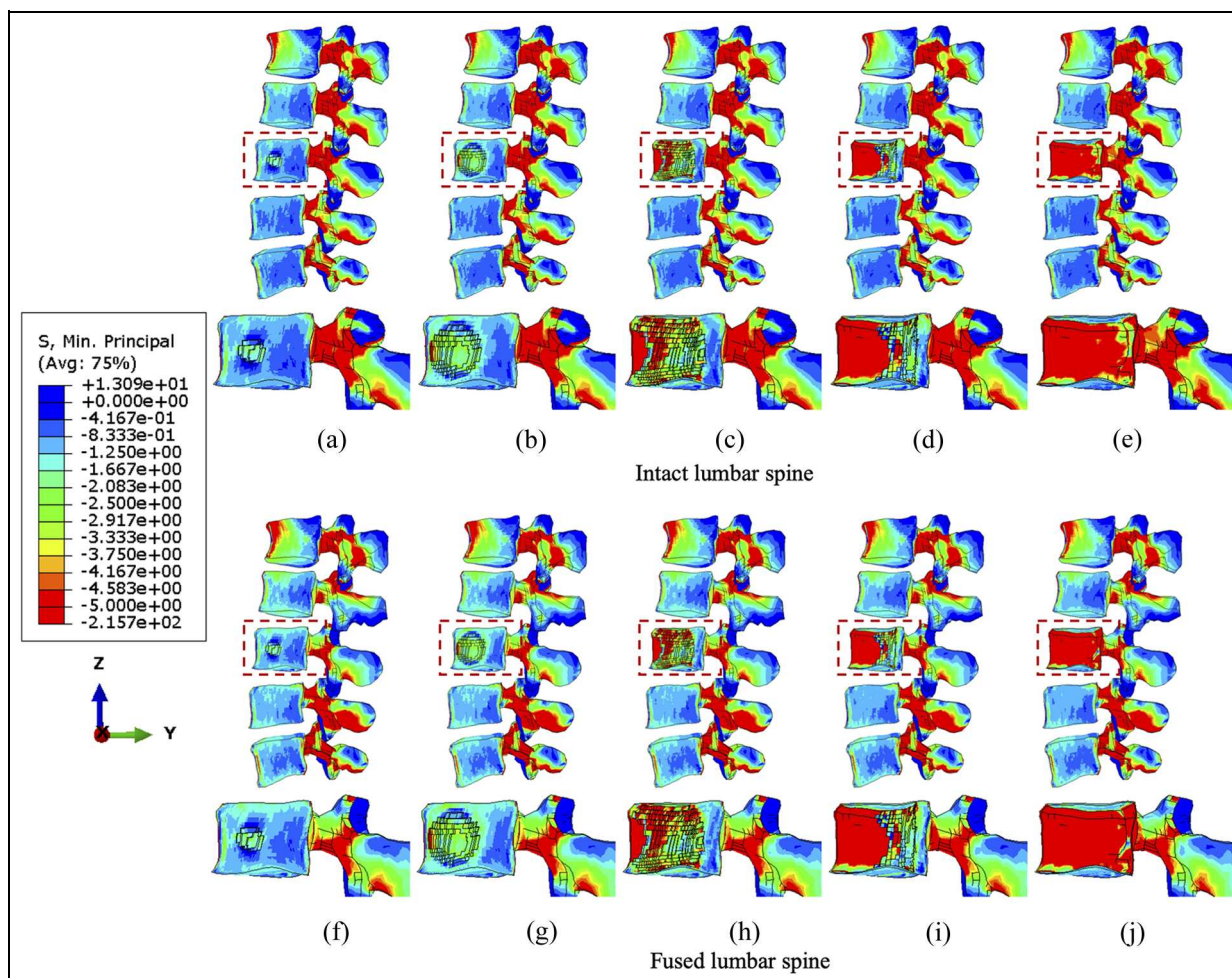 S, Min. Principal
(Avg: 75%)
+1.309e+01
+0.000e+00
-4.167e-01
-8.333e-01
-1.250e+00
-1.667e+00
-2.083e+00
-2.500e+00
-2.917e+00
-3.333e+00
-3.750e+00
-4.167e+00
-4.583e+00
-5.000e+00
-2.157e+02
Z
X
Y
(a) (b) (c) (d) (e)
Intact lumbar spine
(f) (g) (h) (i) (j)
Fused lumbar spine